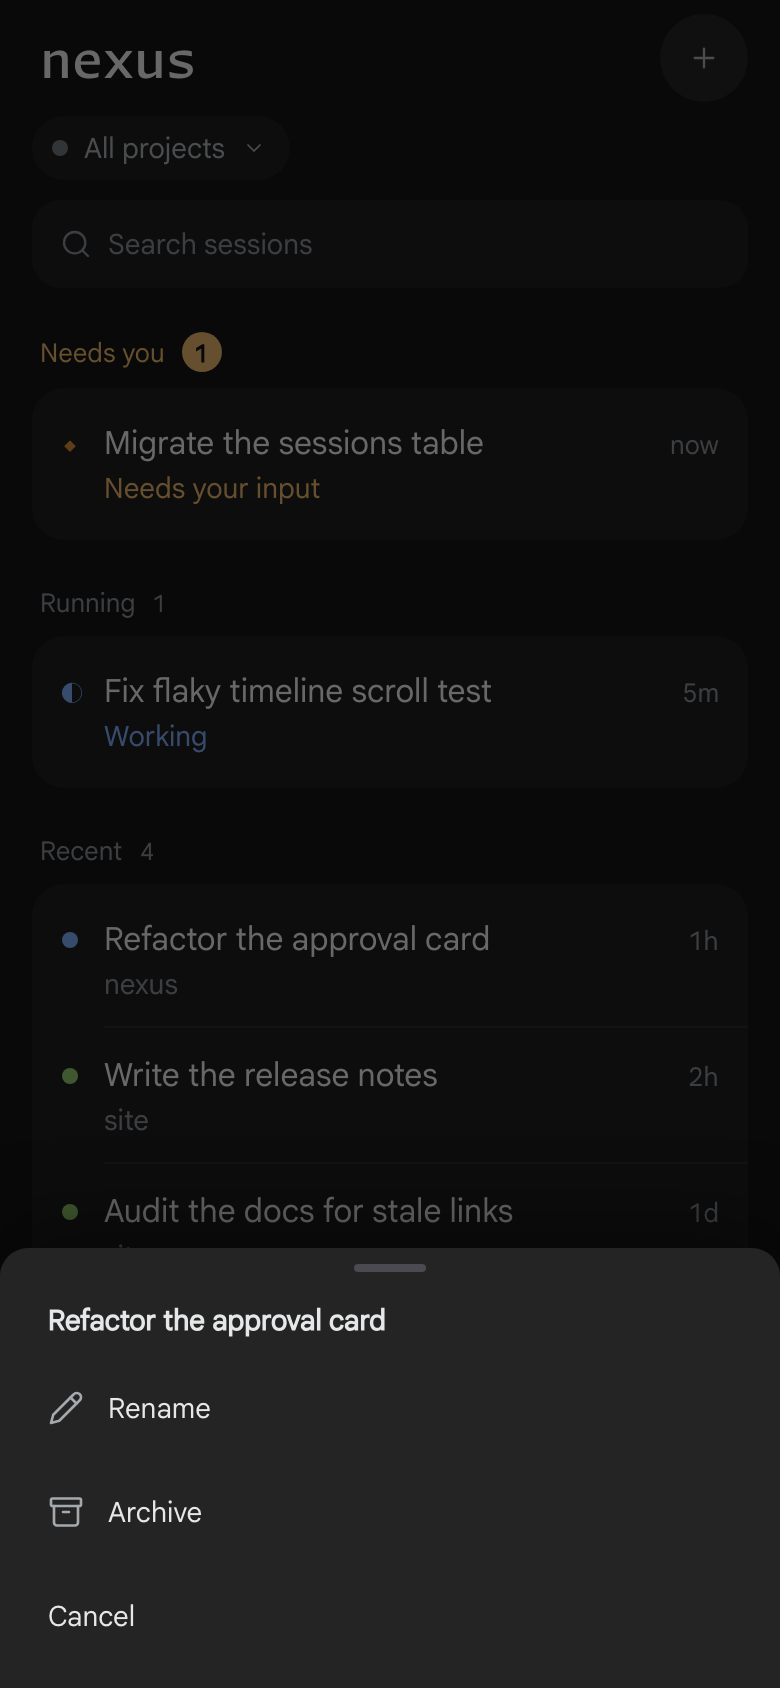 nexus
All projects
Search sessions
Needs you 1
Migrate the sessions table now
Needs your input
Running 1
Fix flaky timeline scroll test 5m
Working
Recent 4
Refactor the approval card 1h
nexus
Write the release notes 2h
site
Audit the docs for stale links 1d
Refactor the approval card
Rename
Archive
Cancel